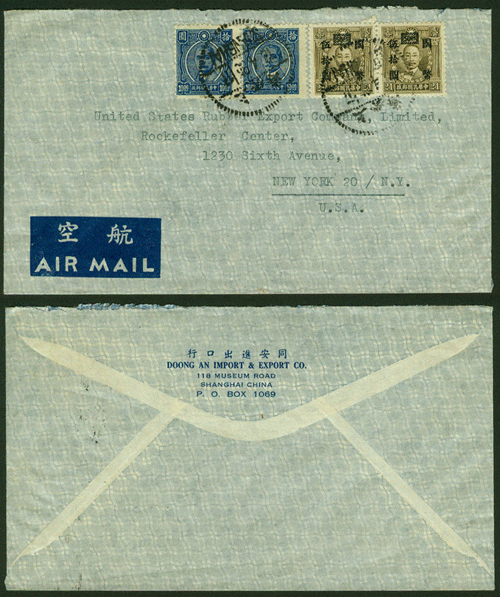 United States Rubber Export Company Limited,
Rockefeller Center,
1230 Sixth Avenue,
NEW YORK 20 / N.Y.
U.S.A.
空航
AIR MAIL
行口出進安同
DOONG AN IMPORT & EXPORT CO.
118 MUSEUM ROAD
SHANGHAI CHINA
P. O. BOX 1069